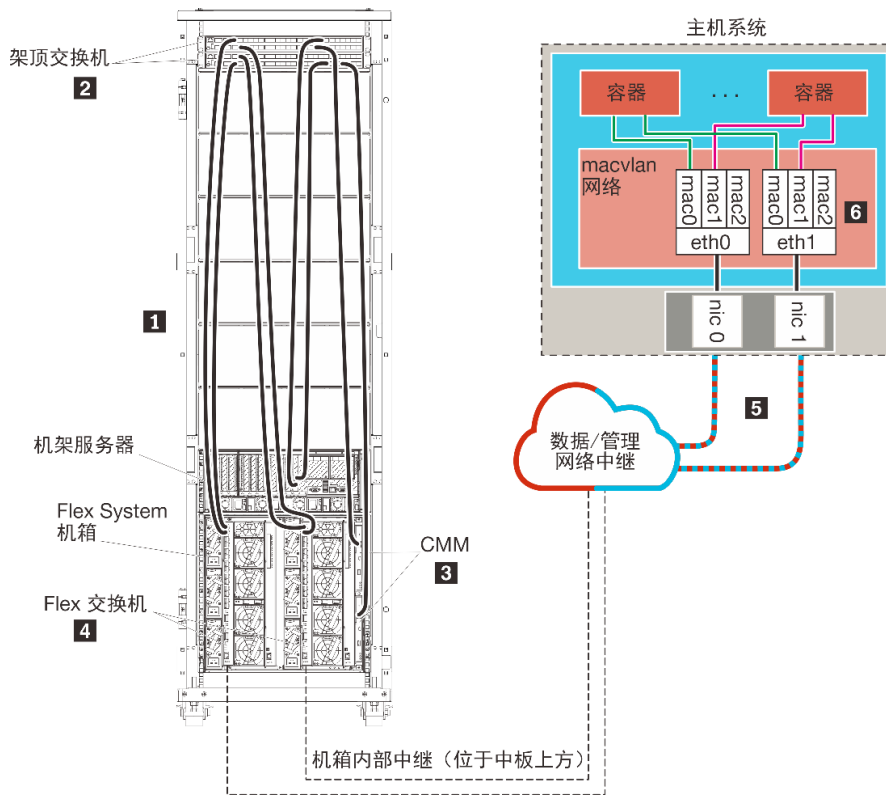 架顶交换机
2
1
机架服务器
Flex System
机箱
CMM
3
Flex 交换机
4
机箱内部中继（位于中板上方）
主机系统
容器
. . .
容器
macvlan
网络
mac0
mac1
mac2
mac0
mac1
mac2
6
eth0
eth1
nic 0
nic 1
5
数据/管理
网络中继